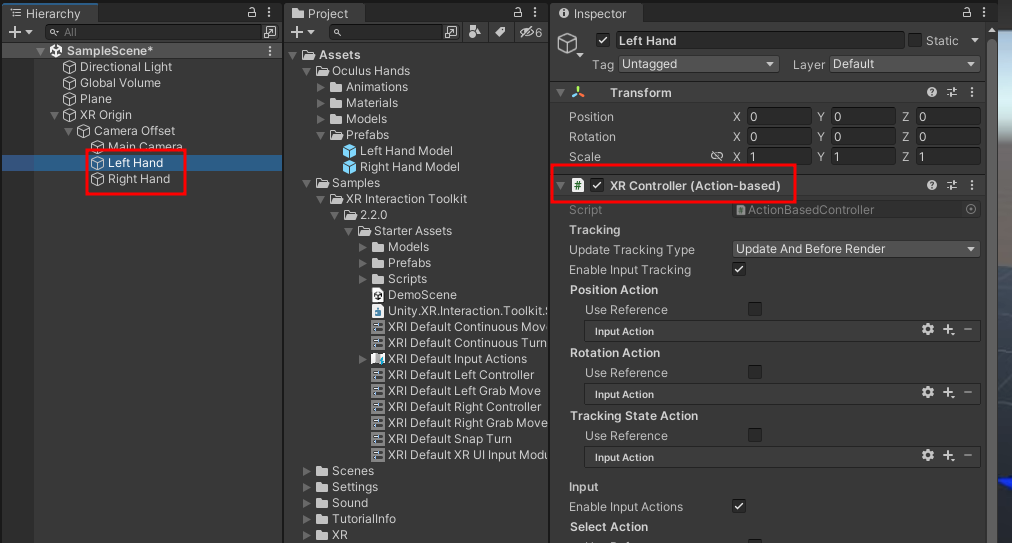 Hierarchy
All
SampleScene*
Directional Light
Global Volume
Plane
XR Origin
Camera Offset
Main Camera
Left Hand
Right Hand
Project
6
Assets
Oculus Hands
Animations
Materials
Models
Prefabs
Left Hand Model
Right Hand Model
Samples
XR Interaction Toolkit
2.2.0
Starter Assets
Models
Prefabs
Scripts
DemoScene
Unity.XR.Interaction.Toolkit.
XRI Default Continuous Mov
XRI Default Continuous Turn
XRI Default Input Actions
XRI Default Left Controller
XRI Default Left Grab Move
XRI Default Right Controller
XRI Default Right Grab Move
XRI Default Snap Turn
XRI Default XR UI Input Modu
Scenes
Settings
Sound
TutorialInfo
XR
Inspector
Left Hand Static
Tag Untagged Layer Default
Transform
Position X 0 Y 0 Z 0
Rotation X 0 Y 0 Z 0
Scale X 1 Y 1 Z 1
XR Controller (Action-based)
Script ActionBasedController
Tracking
Update Tracking Type Update And Before Render
Enable Input Tracking
Position Action
Use Reference
Input Action
Rotation Action
Use Reference
Input Action
Tracking State Action
Use Reference
Input Action
Input
Enable Input Actions
Select Action